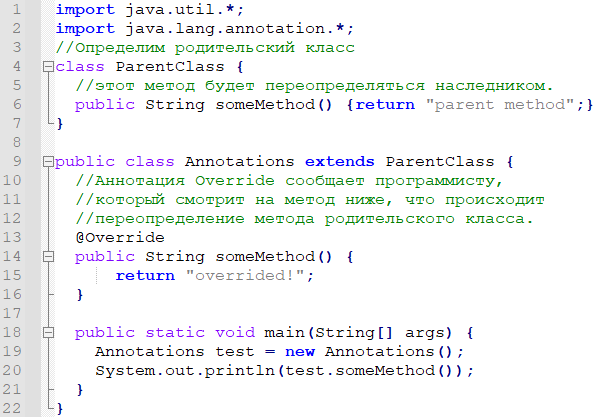 1 import java.util.*;
2 import java.lang.annotation.*;
3 //Определим родительский класс
4 class ParentClass {
5   //этот метод будет переопределяться наследником.
6   public String someMethod() {return "parent method";}
7 }
8
9 public class Annotations extends ParentClass {
10   //Аннотация Override сообщает программисту,
11   //который смотрит на метод ниже, что происходит
12   //переопределение метода родительского класса.
13   @Override
14   public String someMethod() {
15       return "overrided!";
16   }
17
18   public static void main(String[] args) {
19     Annotations test = new Annotations();
20     System.out.println(test.someMethod());
21   }
22 }